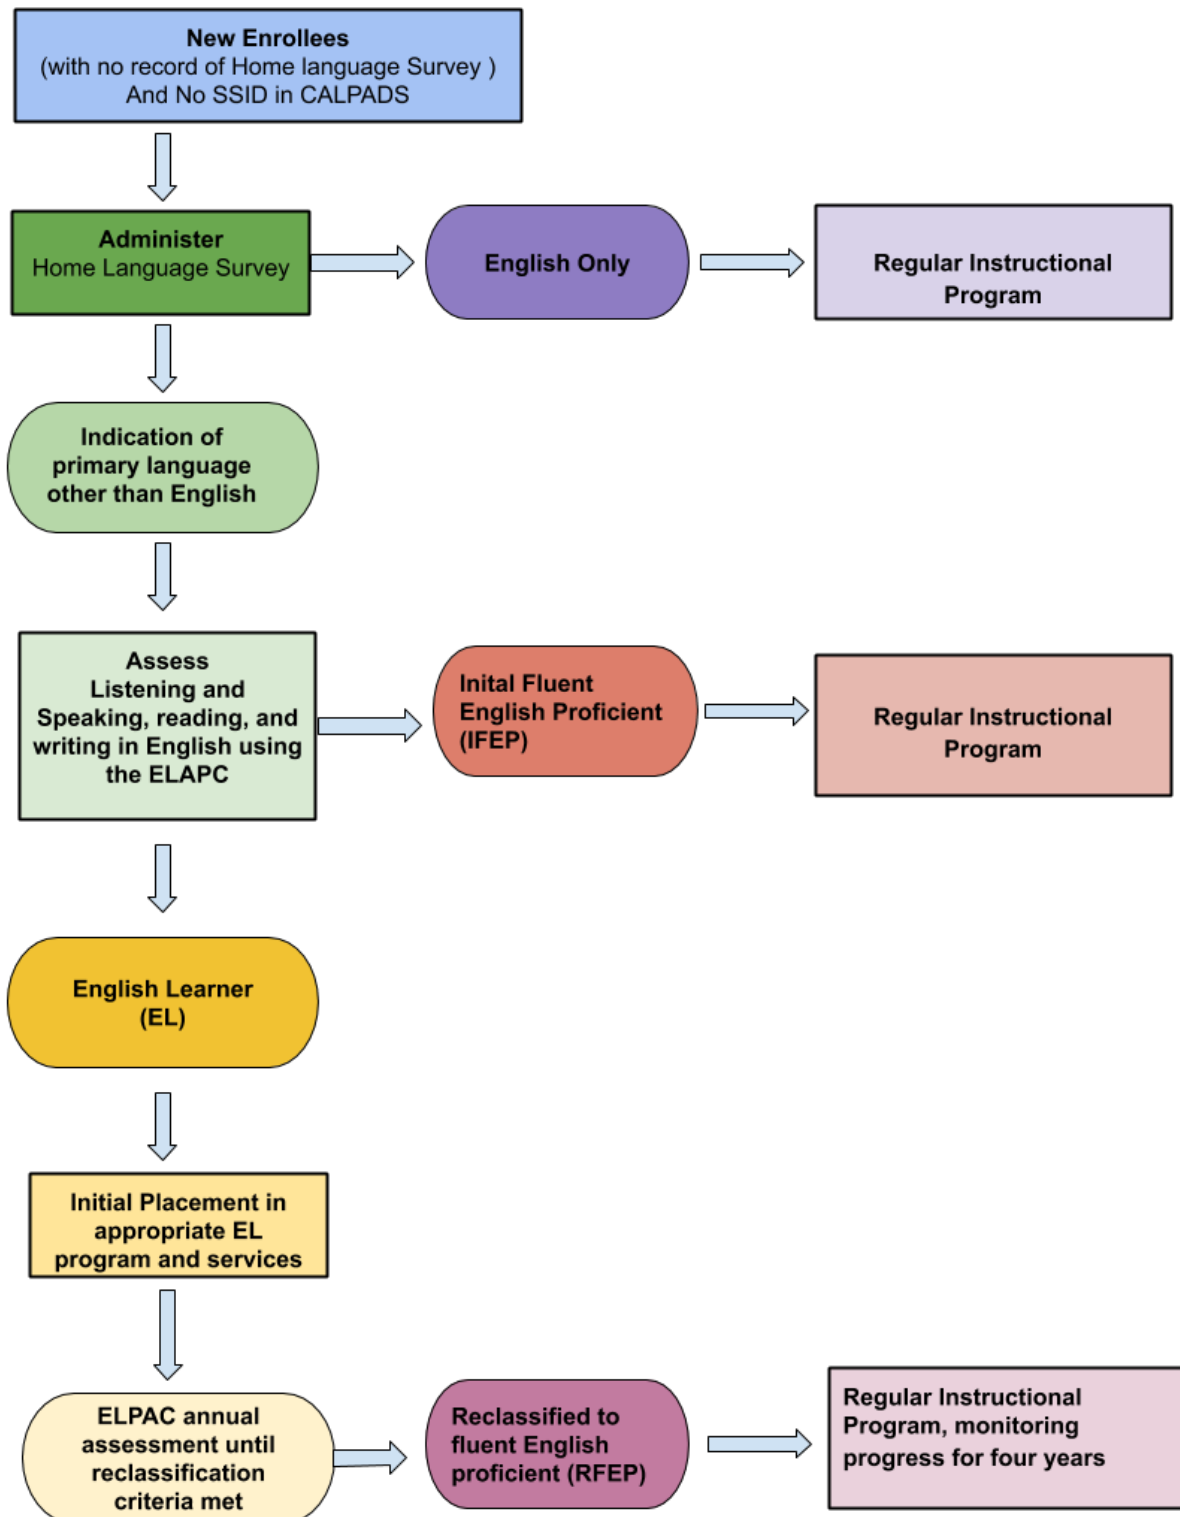 New Enrollees
(with no record of Home language Survey )
And No SSID in CALPADS
Administer
Home Language Survey
English Only
Regular Instructional
Program
Indication of
primary language
other than English
Assess
Listening and
Speaking, reading, and
writing in English using
the ELAPC
Inital Fluent
English Proficient
(IFEP)
Regular Instructional
Program
English Learner
(EL)
Initial Placement in
appropriate EL
program and services
ELPAC annual
assessment until
reclassification
criteria met
Reclassified to
fluent English
proficient (RFEP)
Regular Instructional
Program, monitoring
progress for four years